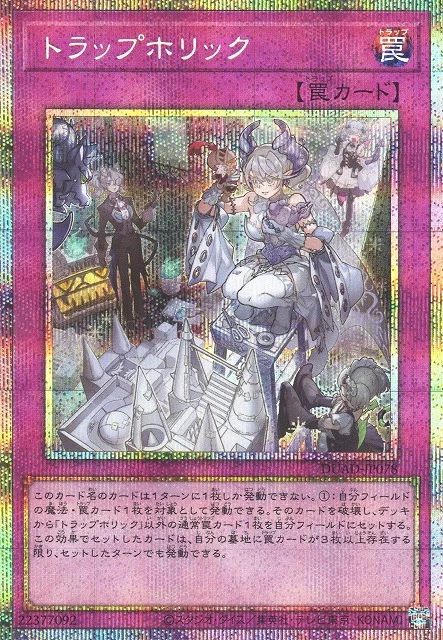 トラップホリック
トラップ
罠
【罠カード】
DUAD-JP078
このカード名のカードは1ターンに1枚しか発動できない。①:自分フィールド
の魔法・罠カード1枚を対象として発動できる。そのカードを破壊し、デッキ
から「トラップホリック」以外の通常罠カード1枚を自分フィールドにセットする。
この効果でセットしたカードは、自分の墓地に罠カードが3枚以上存在する
限り、セットしたターンでも発動できる。
22377092
©スタジオ・ダイス/集英社・テレビ東京・KONAMI